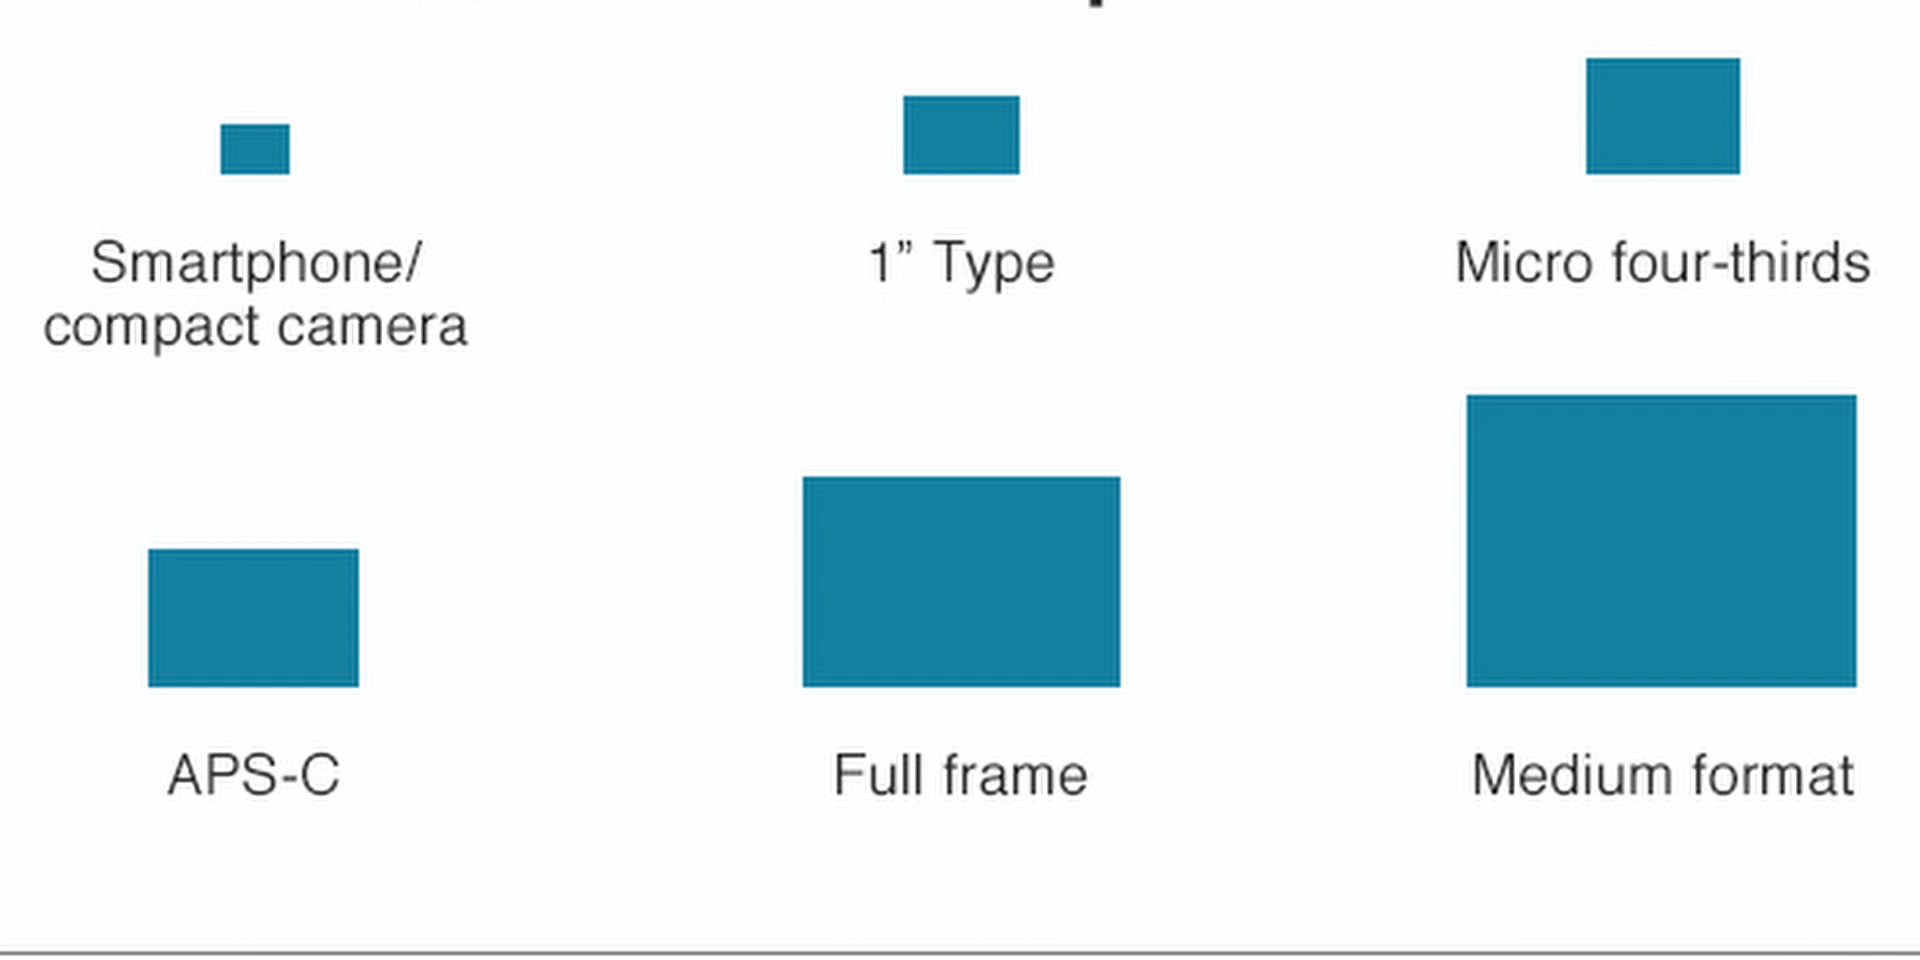 Smartphone/
compact camera
1” Type
Micro four-thirds
APS-C
Full frame
Medium format